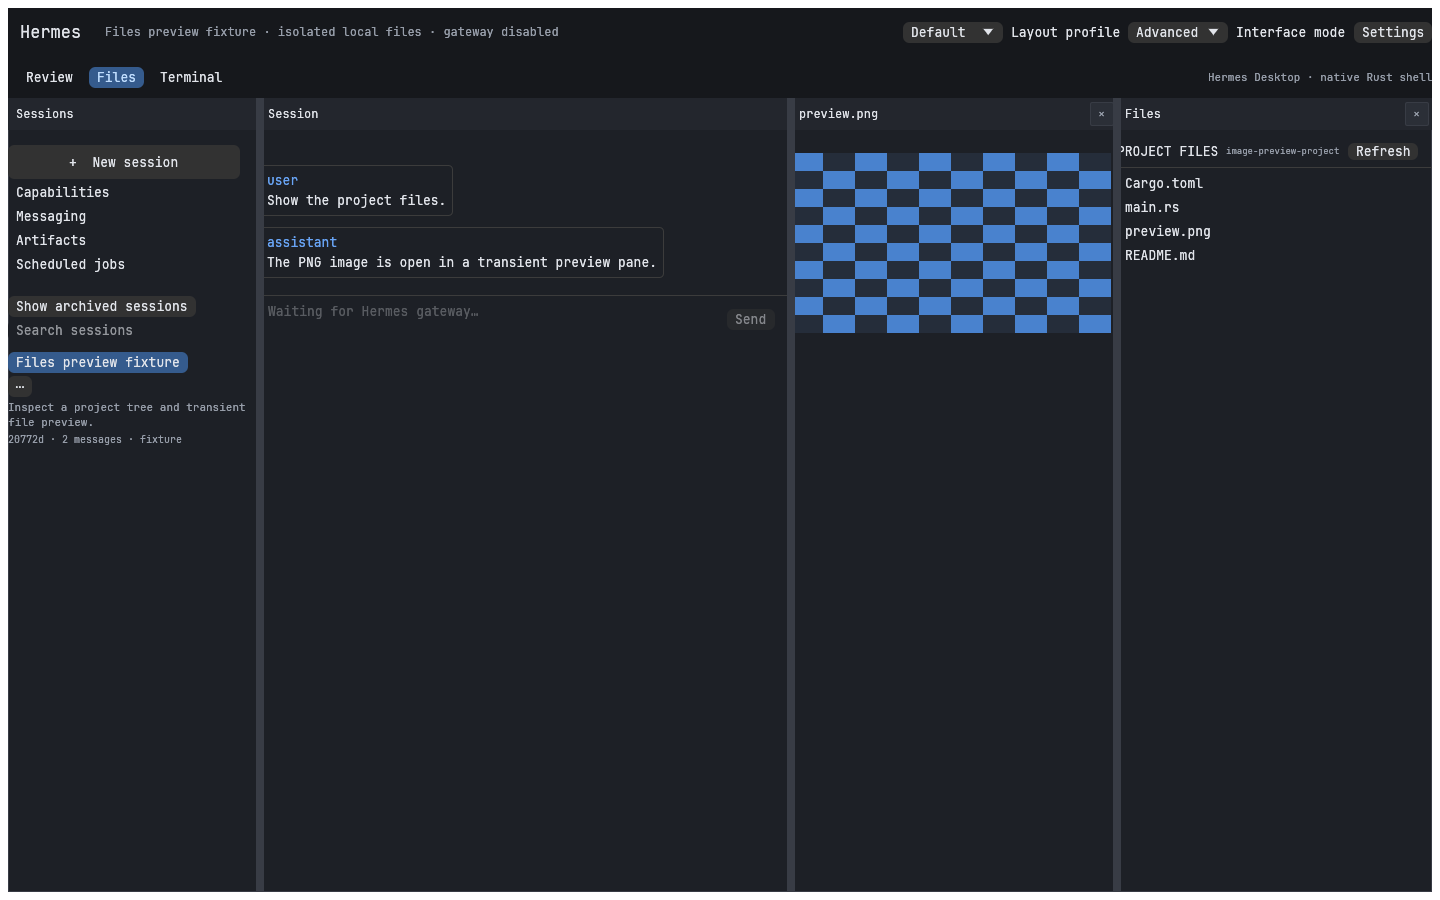 Hermes
Files preview fixture · isolated local files · gateway disabled
Default
Layout profile
Advanced
Interface mode
Settings
Review
Files
Terminal
Hermes Desktop · native Rust shell
Sessions
+ New session
Capabilities
Messaging
Artifacts
Scheduled jobs
Show archived sessions
Search sessions
Files preview fixture
…
Inspect a project tree and transient
file preview.
20772d · 2 messages · fixture
Session
user
Show the project files.
assistant
The PNG image is open in a transient preview pane.
Waiting for Hermes gateway…
Send
preview.png
×
Files
×
PROJECT FILES
image-preview-project
Refresh
Cargo.toml
main.rs
preview.png
README.md